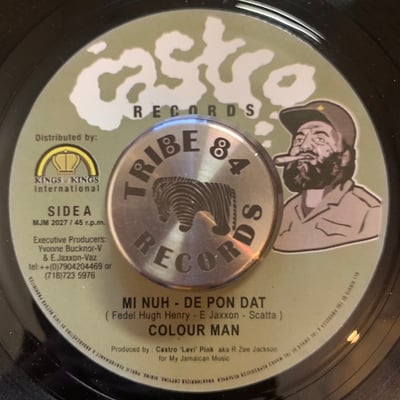 Castro
RECORDS
Distributed by:
KINGS of KINGS
International
SIDE A
MJM 2027 / 45 r.p.m.
Executive Producers:
Yvonne Bucknor-V
& E.Jaxxon-Vaz
tel:++(0)7904204469 or
(718)723 5976
TRIBE 84
RECORDS
MI NUH - DE PON DAT
( Fedel Hugh Henry - E Jaxxon - Scatta )
COLOUR MAN
Produced by : Castro 'Levi' Pink aka R Zee Jackson
for My Jamaican Music